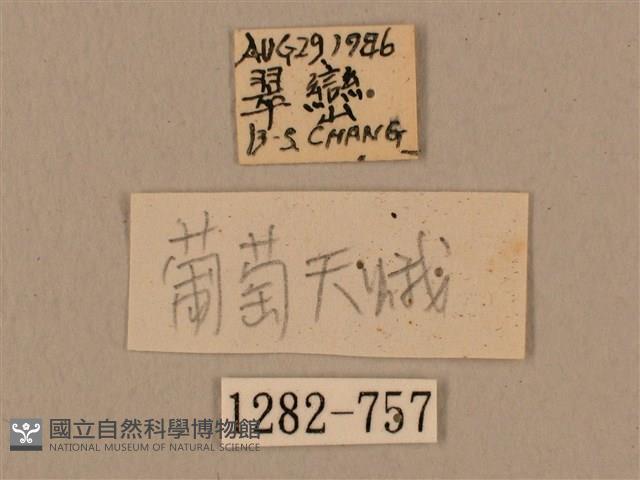 AUG 29, 1986
翠巒
B-S. CHANG
葡萄天蛾
1282-757
國立自然科學博物館
NATIONAL MUSEUM OF NATURAL SCIENCE